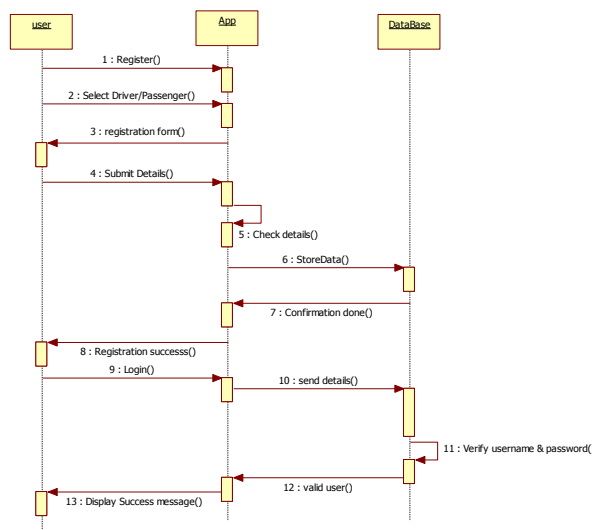 user
App
DataBase
1 : Register()
2 : Select Driver/Passenger()
3 : registration form()
4 : Submit Details()
5 : Check details()
6 : StoreData()
7 : Confirmation done()
8 : Registration successs()
9 : Login()
10 : send details()
11 : Verify username & password(
12 : valid user()
13 : Display Success message()